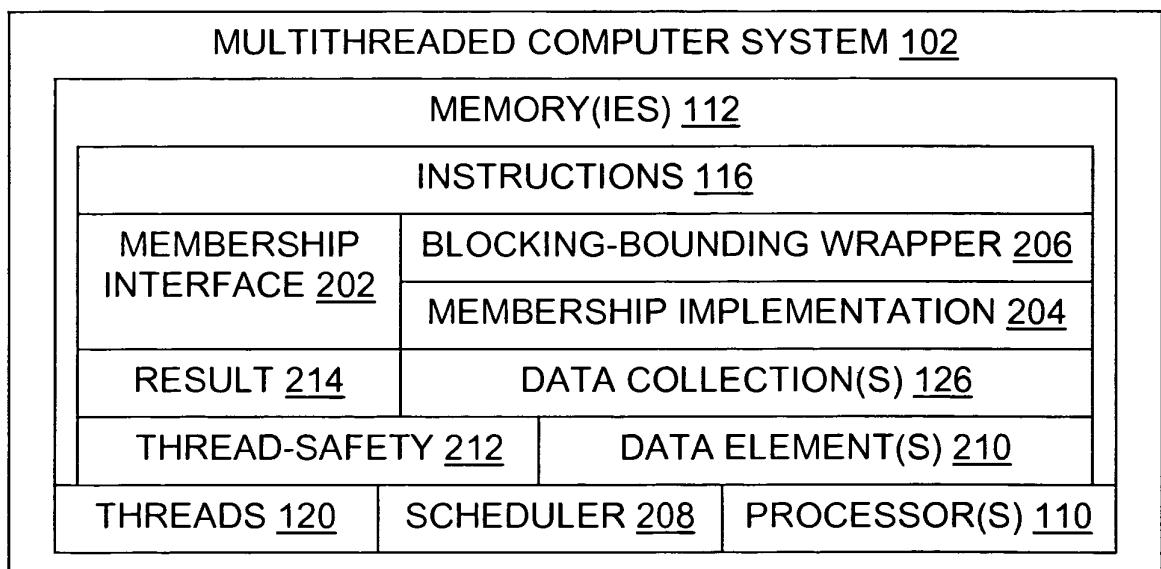 MULTITHREADED COMPUTER SYSTEM 102
MEMORY(IES) 112
INSTRUCTIONS 116
MEMBERSHIP
INTERFACE 202
BLOCKING-BOUNDING WRAPPER 206
MEMBERSHIP IMPLEMENTATION 204
RESULT 214
DATA COLLECTION(S) 126
THREAD-SAFETY 212
DATA ELEMENT(S) 210
THREADS 120
SCHEDULER 208
PROCESSOR(S) 110